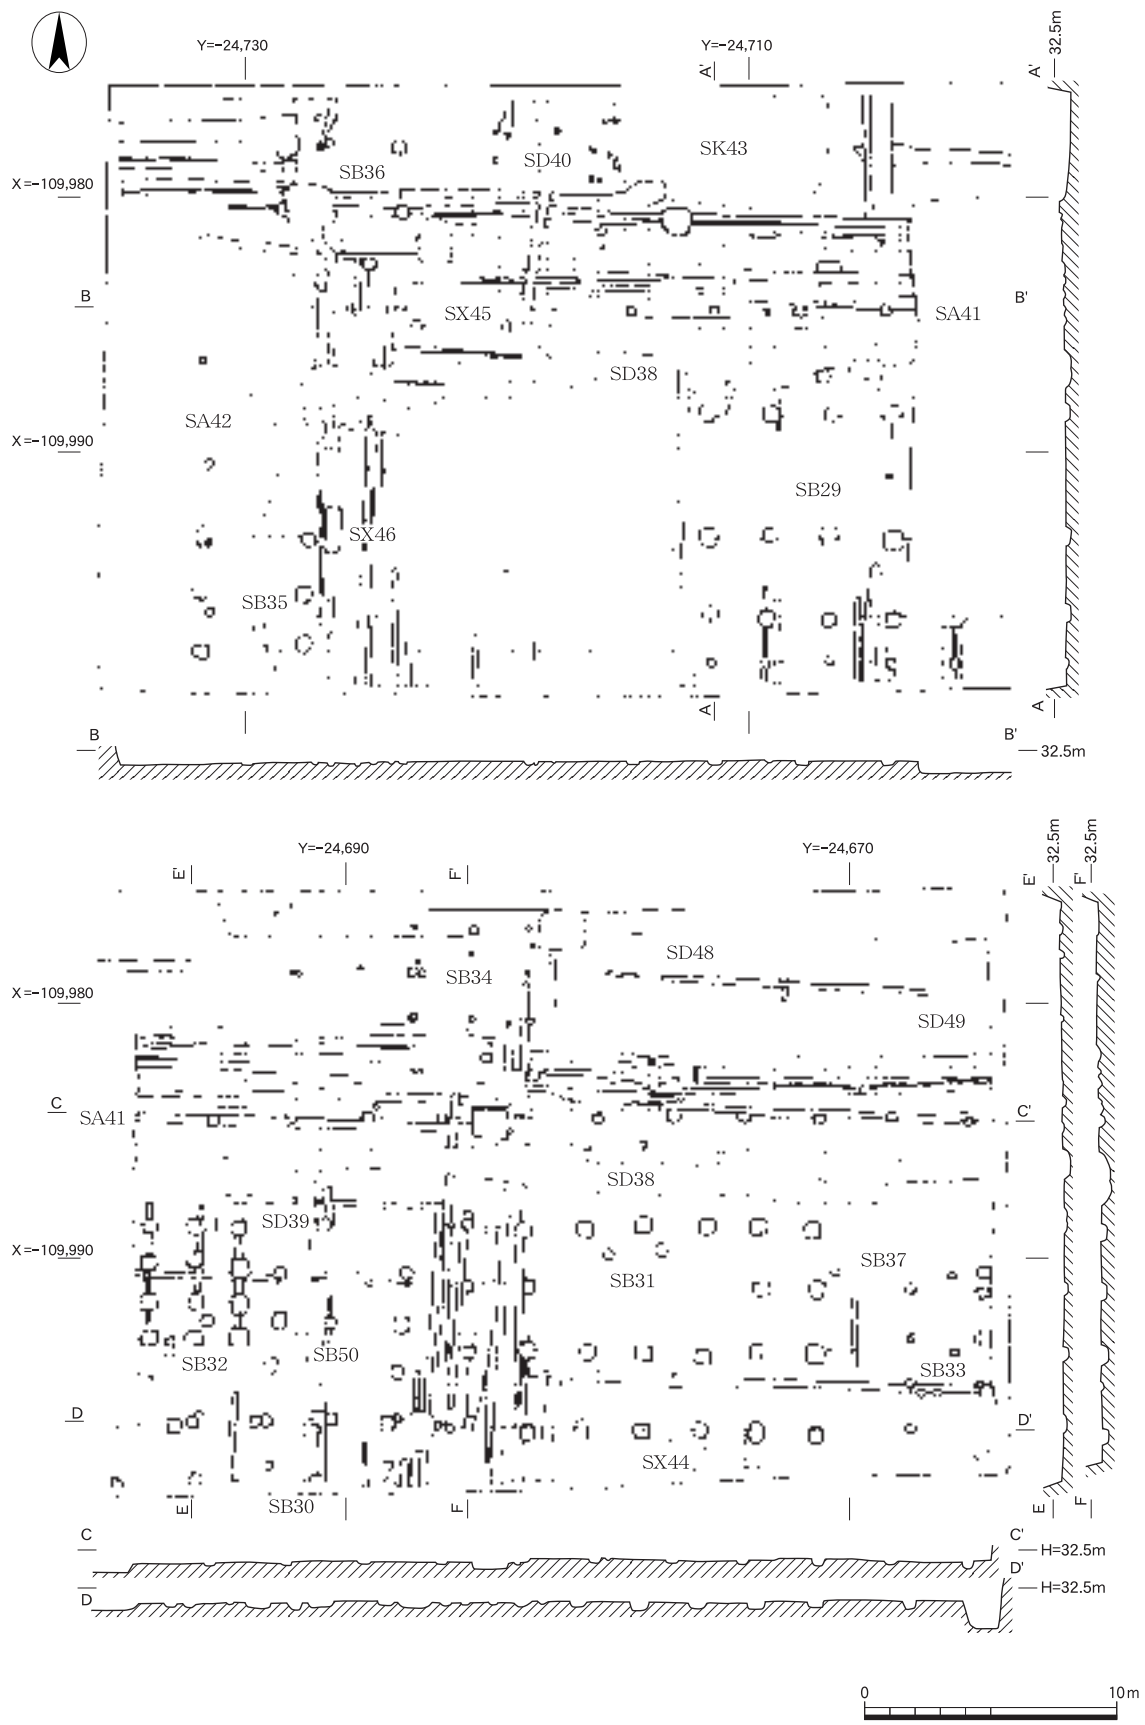 Y=-24,730
Y=-24,710
A'
A'
32.5m
SK43
SD40
SB36
X=-109,980
B
B'
SX45
SA41
SD38
SA42
X=-109,990
SB29
SX46
SB35
A
A
B
B'
32.5m
Y=-24,690
Y=-24,670
E'
F'
E'
32.5m
F'
32.5m
SD48
SB34
X=-109,980
SD49
C
SA41
C'
SD38
SD39
X=-109,990
SB37
SB31
SB50
SB32
SB33
D
D'
SX44
SB30
E
F
E
F
C
C'
H=32.5m
D'
D
H=32.5m
0
10m